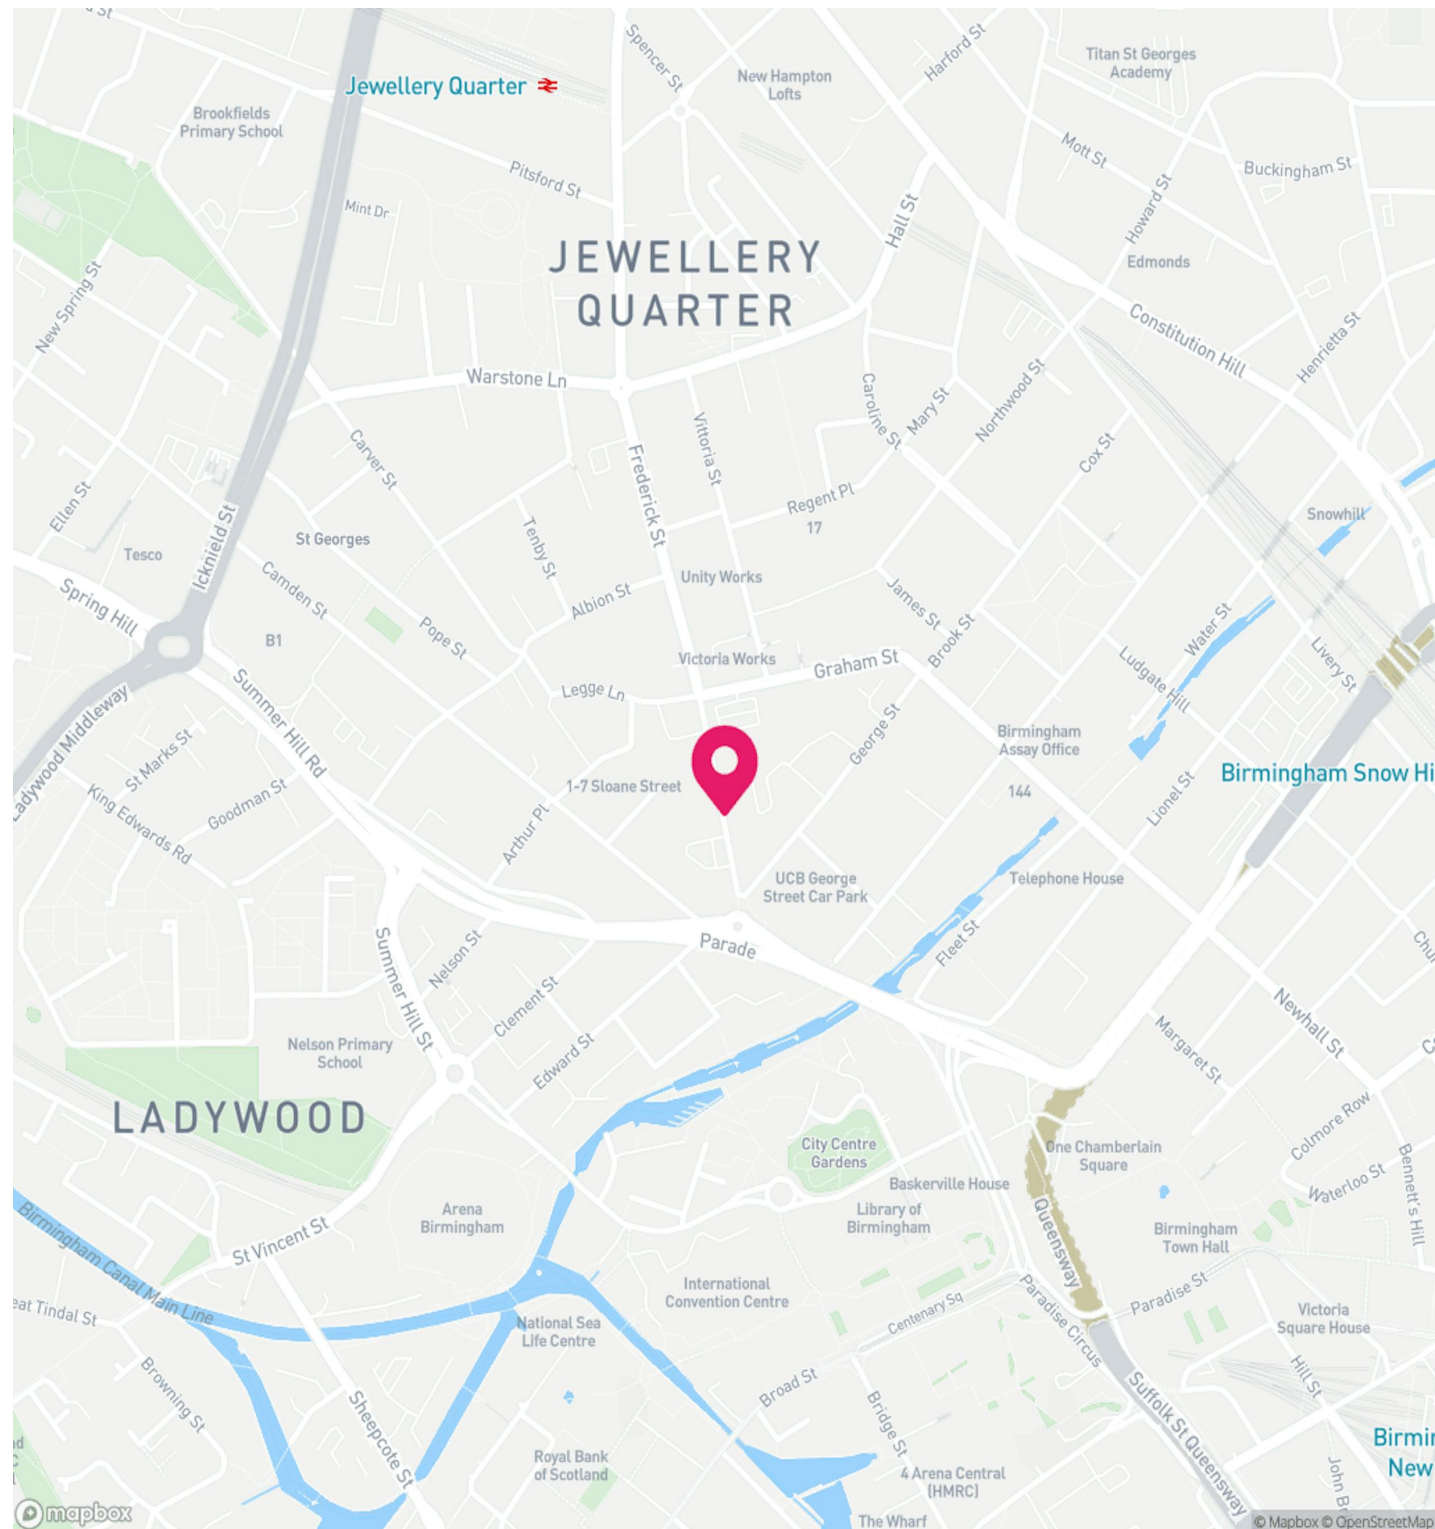 Spencer St
Harford St
Titan St Georges
Academy
New Hampton
Lofts
Jewellery Quarter
Brookfields
Primary School
Mott St
Buckingham St
Pitsford St
Mint Dr
Howard St
Hall St
JEWELLERY
QUARTER
Edmonds
New Spring St
Constitution Hill
Henrietta St
Warstone Ln
Caroline St
Mary St
Northwood St
Vittoria St
Carver St
Frederick St
Cox St
Ellen St
Regent Pl
17
Snowhill
Tesco
St Georges
Icknield St
Tenby St
Unity Works
Spring Hill
Camden St
Albion St
James St
Brook St
Water St
B1
Pope St
Victoria Works
Graham St
Ludgate Hill
Livery St
Legge Ln
Ladywood Middleway
Summer Hill Rd
St Marks St
George St
Birmingham
Assay Office
Birmingham Snow Hi
1-7 Sloane Street
144
Lionel St
King Edwards Rd
Goodman St
Arthur Pl
UCB George
Street Car Park
Telephone House
Parade
Fleet St
Nelson St
Summer Hill St
Clement St
Newhall St
Margaret St
Nelson Primary
School
Edward St
LADYWOOD
Colmore Row
City Centre
Gardens
One Chamberlain
Square
Baskerville House
Waterloo St
Bennett's Hill
Arena
Birmingham
Library of
Birmingham
Queensway
Birmingham
Town Hall
Birmingham Canal Main Line
St Vincent St
International
Convention Centre
Paradise St
Centenary Sq
Paradise Circus
eat Tindal St
National Sea
Life Centre
Victoria
Square House
Browning St
Broad St
Hill St
Sheepcote St
Bridge St
Suffolk St Queensway
Birmin
New
Royal Bank
of Scotland
4 Arena Central
(HMRC)
John Br
The Wharf
mapbox
© Mapbox © OpenStreetMap